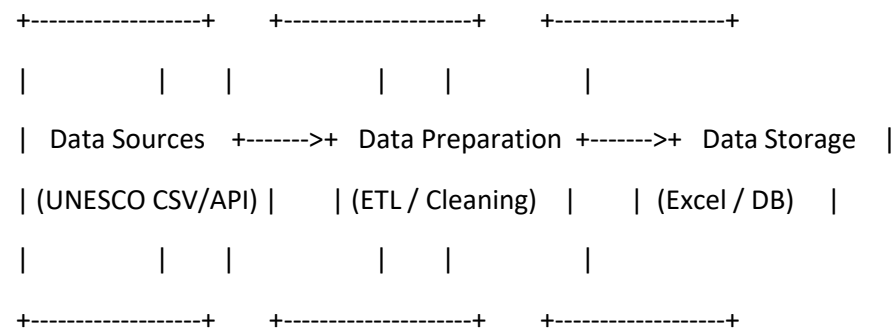 +-------------------+ +--------------------+ +------------------+
| | | | | |
| Data Sources +------->+ Data Preparation +------->+ Data Storage |
| (UNESCO CSV/API) | | (ETL / Cleaning) | | (Excel / DB) |
| | | | | |
+-------------------+ +--------------------+ +------------------+